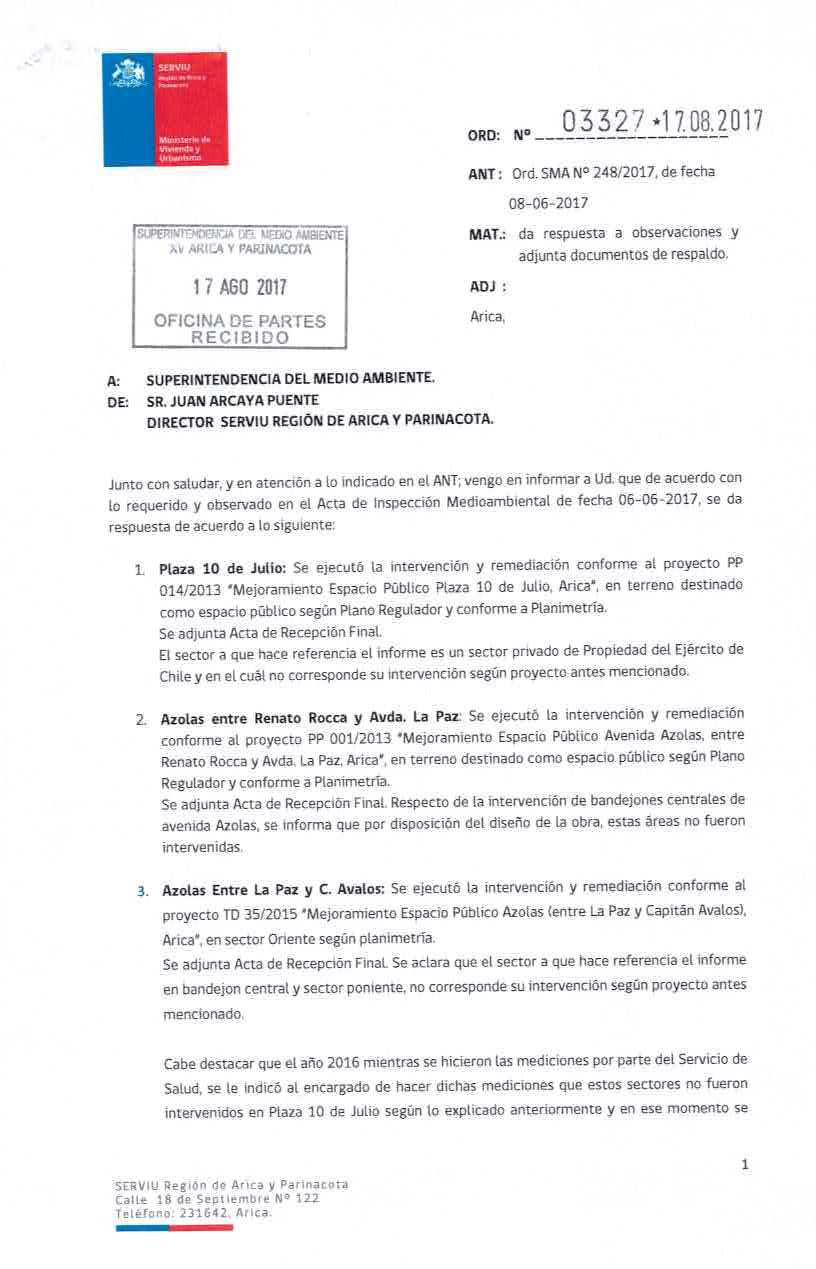 SERVIU
Región de Arica y
Parinacota
Ministerio de
Vivienda y
Urbanismo
ORD: Nº 03327 *17.08.2017
ANT : Ord. SMA Nº 248/2017, de fecha
08-06-2017
MAT.: da respuesta a observaciones y
adjunta documentos de respaldo.
ADJ :
Arica,
SUPERINTENDENCIA DEL MEDIO AMBIENTE
XV ARICA Y PARINACOTA
17 AGO 2017
OFICINA DE PARTES
RECIBIDO
A: SUPERINTENDENCIA DEL MEDIO AMBIENTE.
DE: SR. JUAN ARCAYA PUENTE
DIRECTOR SERVIU REGIÓN DE ARICA Y PARINACOTA.
Junto con saludar, y en atención a lo indicado en el ANT; vengo en informar a Ud. que de acuerdo con
lo requerido y observado en el Acta de Inspección Medioambiental de fecha 06-06-2017, se da
respuesta de acuerdo a lo siguiente:
1. Plaza 10 de Julio: Se ejecutó la intervención y remediación conforme al proyecto PP
014/2013 "Mejoramiento Espacio Público Plaza 10 de Julio, Arica", en terreno destinado
como espacio público según Plano Regulador y conforme a Planimetría.
Se adjunta Acta de Recepción Final.
El sector a que hace referencia el informe es un sector privado de Propiedad del Ejército de
Chile y en el cuál no corresponde su intervención según proyecto antes mencionado.
2. Azolas entre Renato Rocca y Avda. La Paz: Se ejecutó la intervención y remediación
conforme al proyecto PP 001/2013 "Mejoramiento Espacio Público Avenida Azolas, entre
Renato Rocca y Avda. La Paz, Arica", en terreno destinado como espacio público según Plano
Regulador y conforme a Planimetría.
Se adjunta Acta de Recepción Final. Respecto de la intervención de bandejones centrales de
avenida Azolas, se informa que por disposición del diseño de la obra, estas áreas no fueron
intervenidas.
3. Azolas Entre La Paz y C. Avalos: Se ejecutó la intervención y remediación conforme al
proyecto TD 35/2015 "Mejoramiento Espacio Público Azolas (entre La Paz y Capitán Avalos),
Arica", en sector Oriente según planimetría.
Se adjunta Acta de Recepción Final. Se aclara que el sector a que hace referencia el informe
en bandejon central y sector poniente, no corresponde su intervención según proyecto antes
mencionado.
Cabe destacar que el año 2016 mientras se hicieron las mediciones por parte del Servicio de
Salud, se le indicó al encargado de hacer dichas mediciones que estos sectores no fueron
intervenidos en Plaza 10 de Julio según lo explicado anteriormente y en ese momento se
1
SERVIU Región de Arica y Parinacota
Calle 18 de Septiembre Nº 122
Teléfono: 231642, Arica.